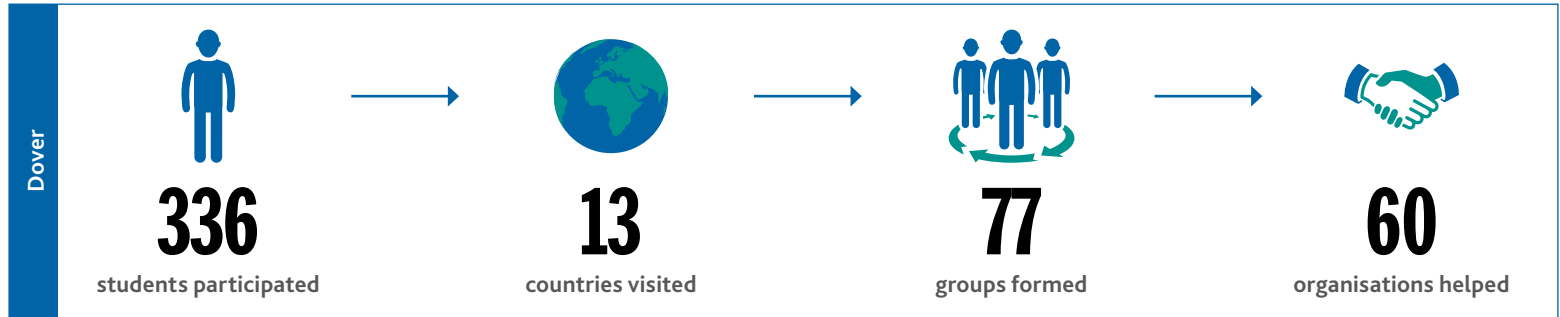 Dover
336
students participated
13
countries visited
77
groups formed
60
organisations helped